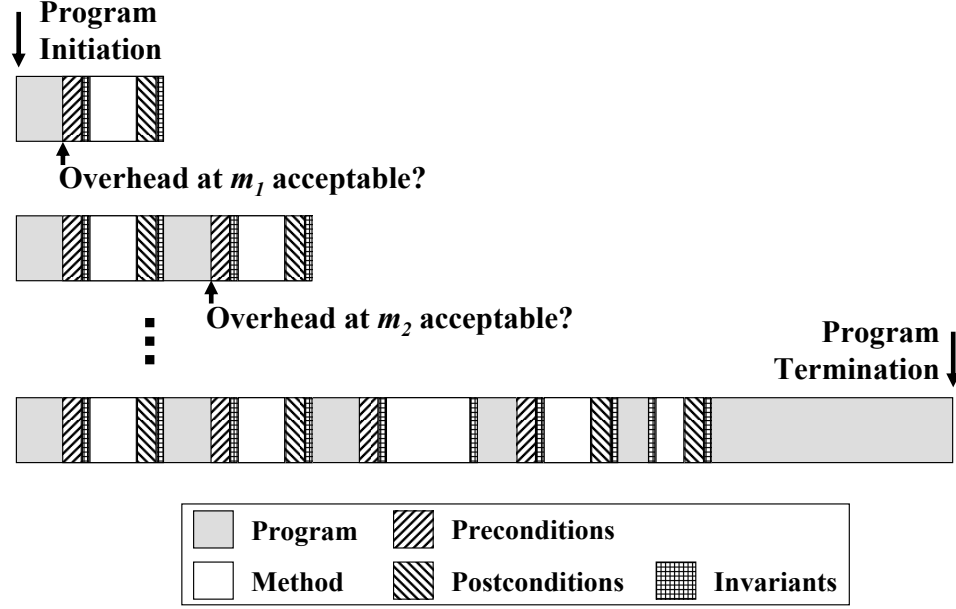 Program
Initiation
Overhead at m1 acceptable?
Overhead at m2 acceptable?
Program
Termination
Program
Preconditions
Method
Postconditions
Invariants